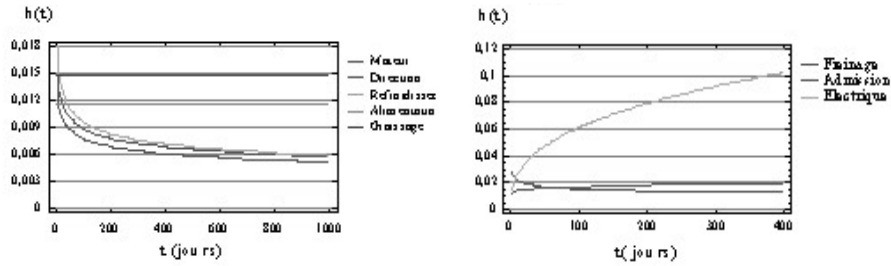 h(t)
0,018
0,015
0,012
0,009
0,006
0,003
0
0 200 400 600 800 1000
t (jours)
Moteur
Direction
Graissage
h(t)
0,12
0,1
0,08
0,06
0,04
0,02
0
0 100 200 300 400
t( jours)
Freinage
Admission
Electrique